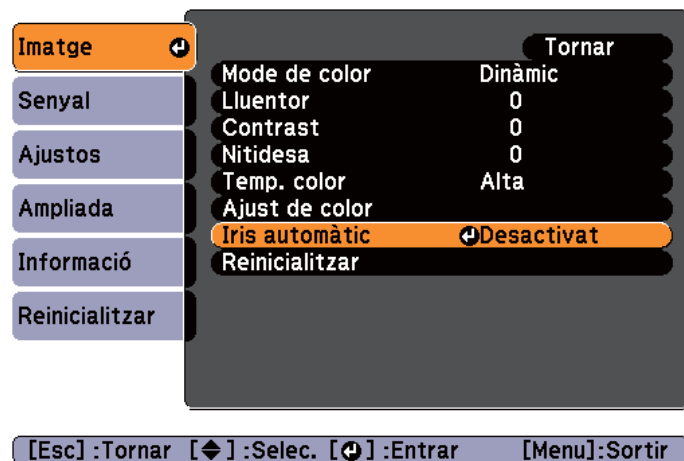 Imatge
Senyal
Ajustos
Ampliada
Informació
Reinicialitzar
Tornar
Mode de color Dinàmic
Lluentor 0
Contrast 0
Nitidesa 0
Temp. color Alta
Ajust de color
Iris automàtic Desactivat
Reinicialitzar
[Esc] :Tornar [ ] :Selec. [ ] :Entrar [Menu]:Sortir